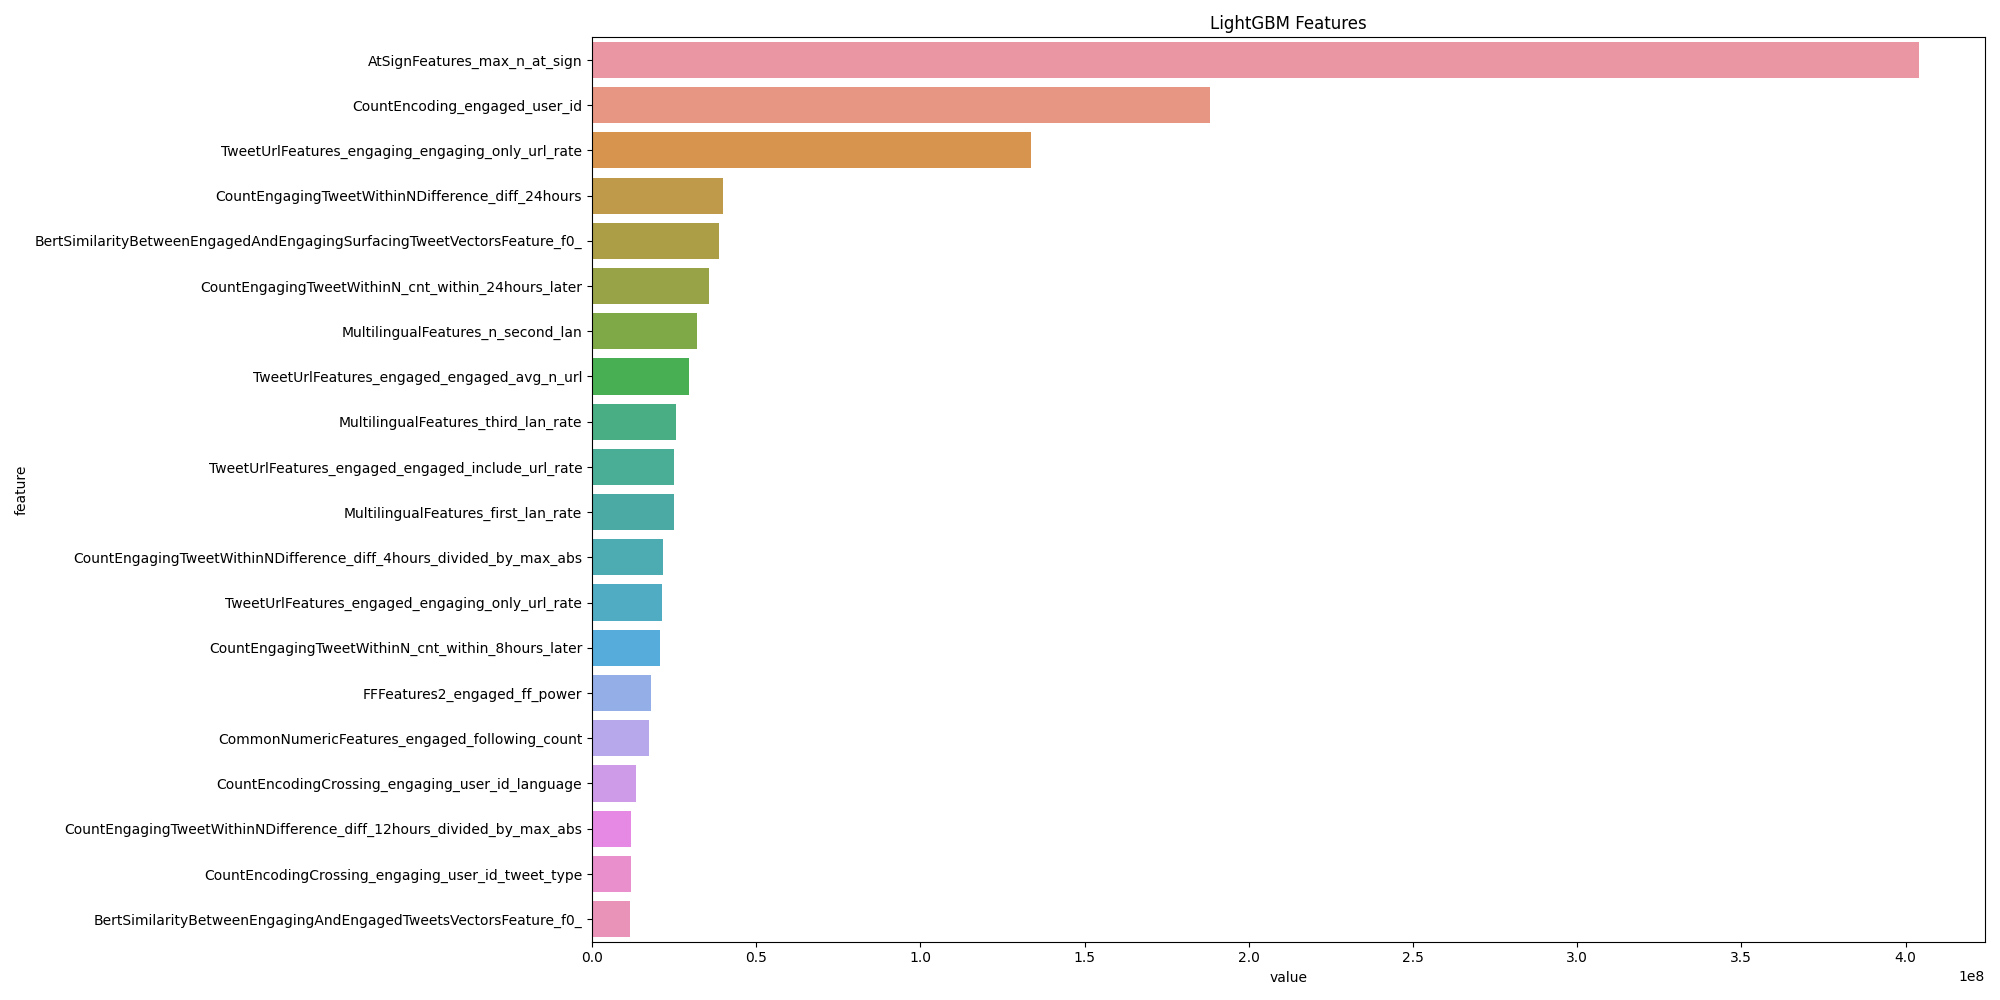 LightGBM Features
AtSignFeatures_max_n_at_sign
CountEncoding_engaged_user_id
TweetUrlFeatures_engaging_engaging_only_url_rate
CountEngagingTweetWithinNDifference_diff_24hours
BertSimilarityBetweenEngagedAndEngagingSurfacingTweetVectorsFeature_f0_
CountEngagingTweetWithinN_cnt_within_24hours_later
MultilingualFeatures_n_second_lan
TweetUrlFeatures_engaged_engaged_avg_n_url
MultilingualFeatures_third_lan_rate
TweetUrlFeatures_engaged_engaged_include_url_rate
MultilingualFeatures_first_lan_rate
CountEngagingTweetWithinNDifference_diff_4hours_divided_by_max_abs
TweetUrlFeatures_engaged_engaging_only_url_rate
CountEngagingTweetWithinN_cnt_within_8hours_later
FFFeatures2_engaged_ff_power
CommonNumericFeatures_engaged_following_count
CountEncodingCrossing_engaging_user_id_language
CountEngagingTweetWithinNDifference_diff_12hours_divided_by_max_abs
CountEncodingCrossing_engaging_user_id_tweet_type
BertSimilarityBetweenEngagingAndEngagedTweetsVectorsFeature_f0_
feature
0.0 0.5 1.0 1.5 2.0 2.5 3.0 3.5 4.0
value
1e8